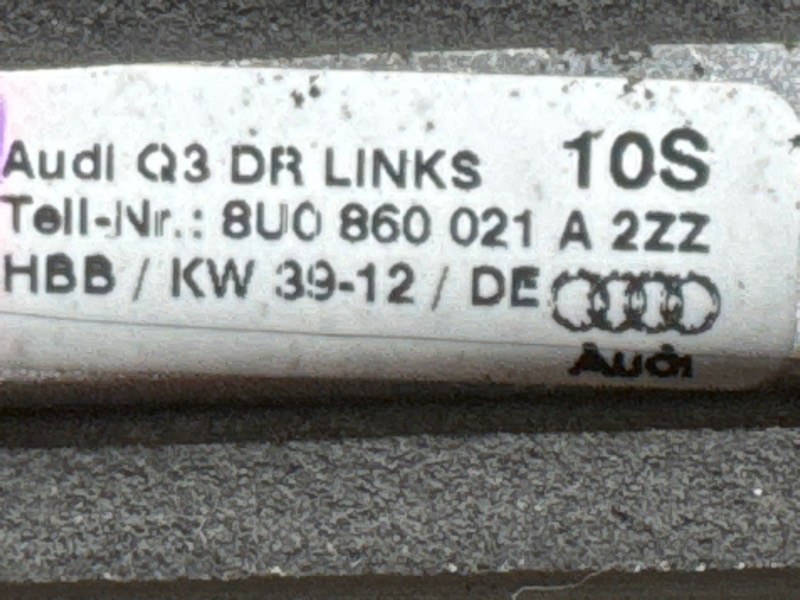 Audi Q3 DR LINKS 10S
Teil-Nr.: 8U0 860 021 A 2ZZ
HBB / KW 39-12 / DE
Audi